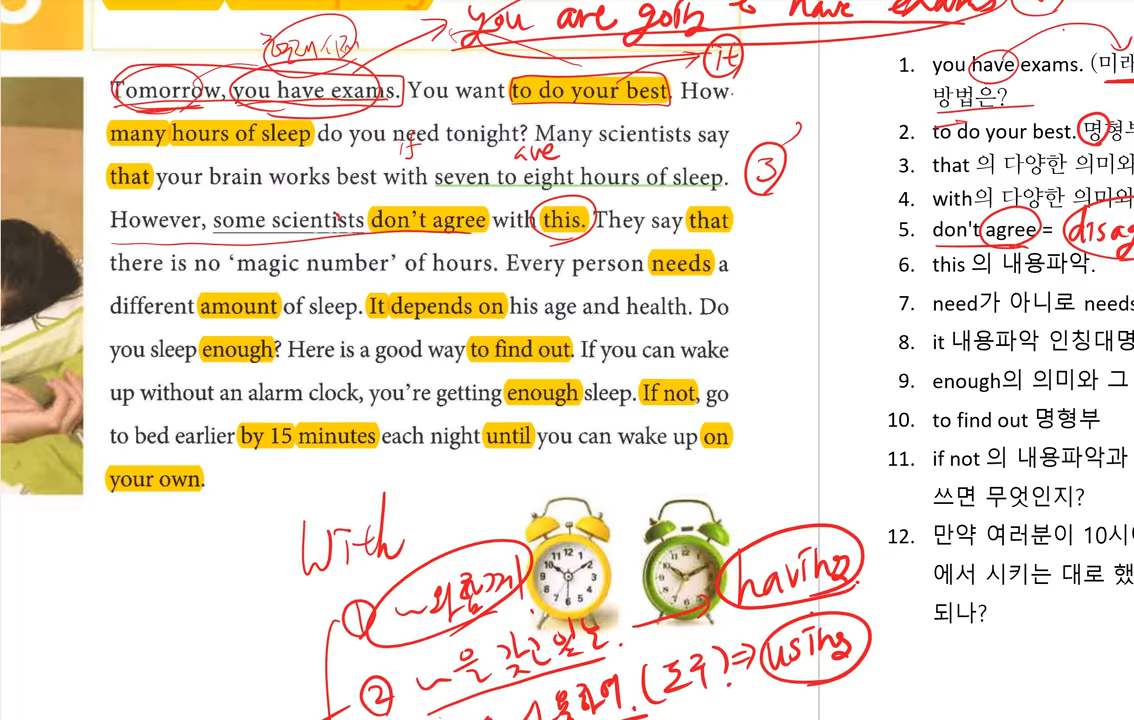 you are going to have exams
it
Tomorrow, you have exams. You want to do your best. How
many hours of sleep do you need tonight? Many scientists say
if
are
that your brain works best with seven to eight hours of sleep.
3
However, some scientists don't agree with this. They say that
there is no 'magic number' of hours. Every person needs a
different amount of sleep. It depends on his age and health. Do
you sleep enough? Here is a good way to find out. If you can wake
up without an alarm clock, you're getting enough sleep. If not, go
to bed earlier by 15 minutes each night until you can wake up on
your own.
With
① ~와 함께
② ~을 갖고 있는. → having
(도구) ⇒ using
1. you have exams. (미래
방법은?
2. to do your best. 명형부
3. that 의 다양한 의미와
4. with의 다양한 의미와
5. don't agree = disag
6. this 의 내용파악.
7. need가 아니로 needs
8. it 내용파악 인칭대명
9. enough의 의미와 그
10. to find out 명형부
11. if not 의 내용파악과
쓰면 무엇인지?
12. 만약 여러분이 10시에
에서 시키는 대로 했
되나?